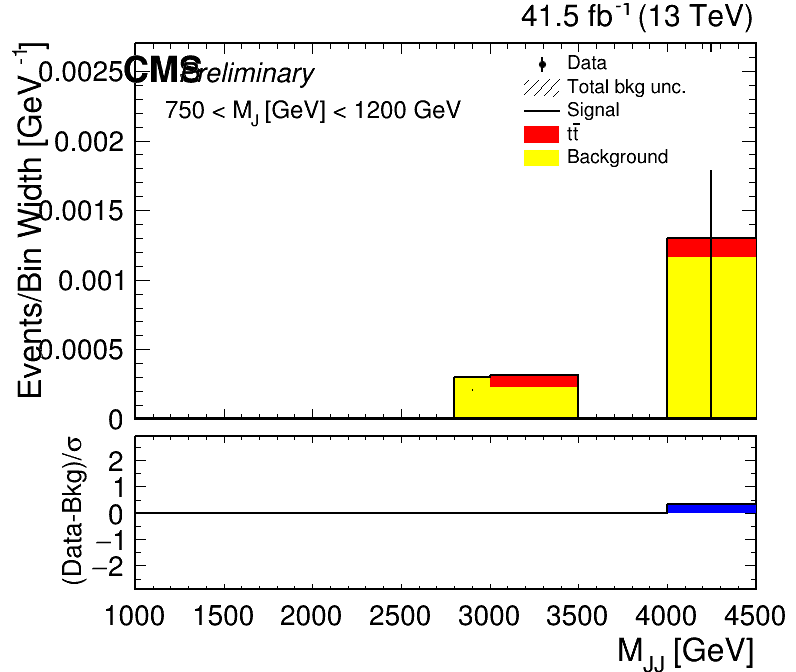 41.5 fb⁻¹ (13 TeV)
CMS Preliminary
750 < M_J [GeV] < 1200 GeV
Data
Total bkg unc.
Signal
tt̄
Background
Events/Bin Width [GeV⁻¹]
0.0025
0.002
0.0015
0.001
0.0005
0
(Data-Bkg)/σ
2
1
0
−1
−2
1000 1500 2000 2500 3000 3500 4000 4500
M_JJ [GeV]